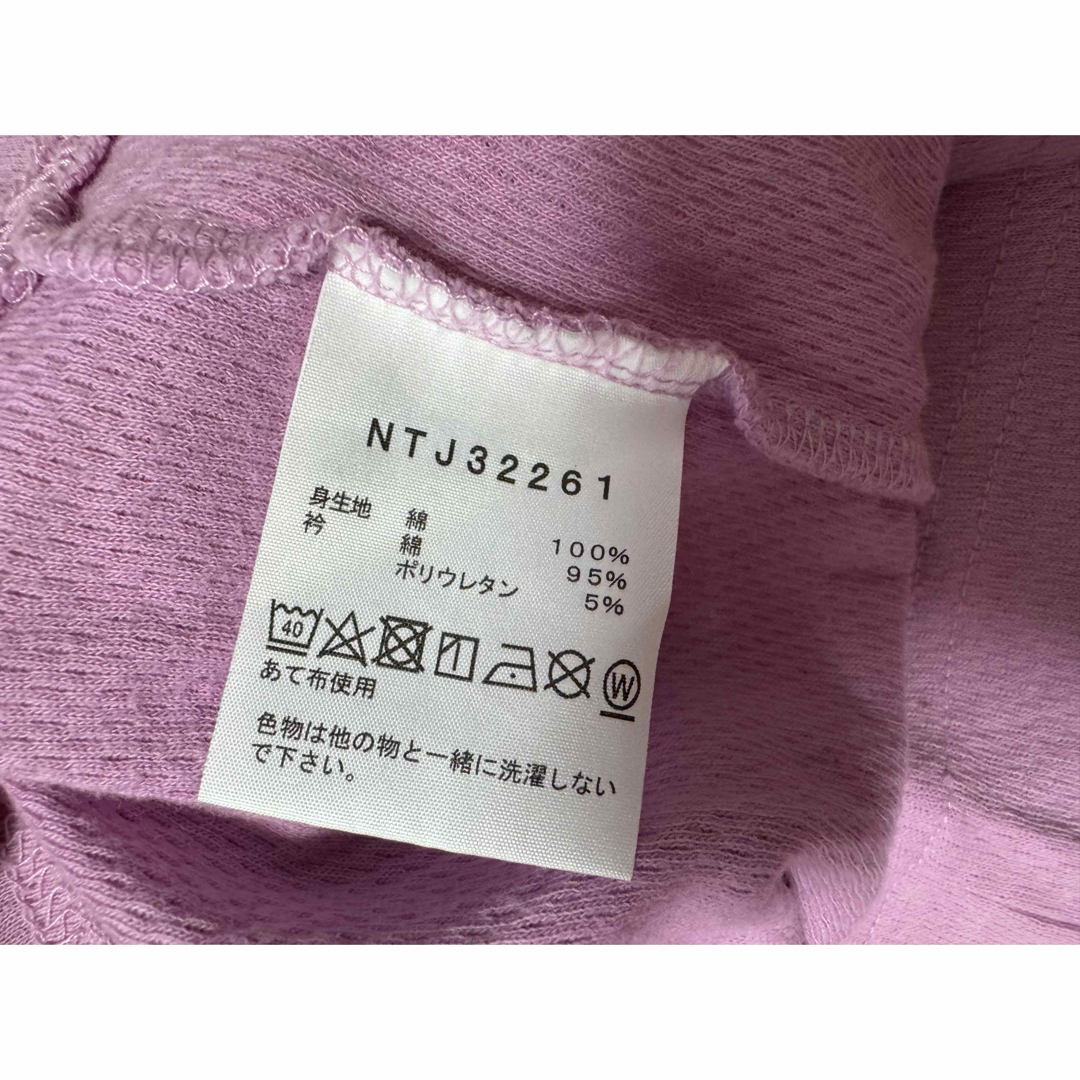 NTJ32261
身生地 綿 100%
衿 綿 95%
ポリウレタン 5%
40 W
あて布使用
色物は他の物と一緒に洗濯しない
で下さい。